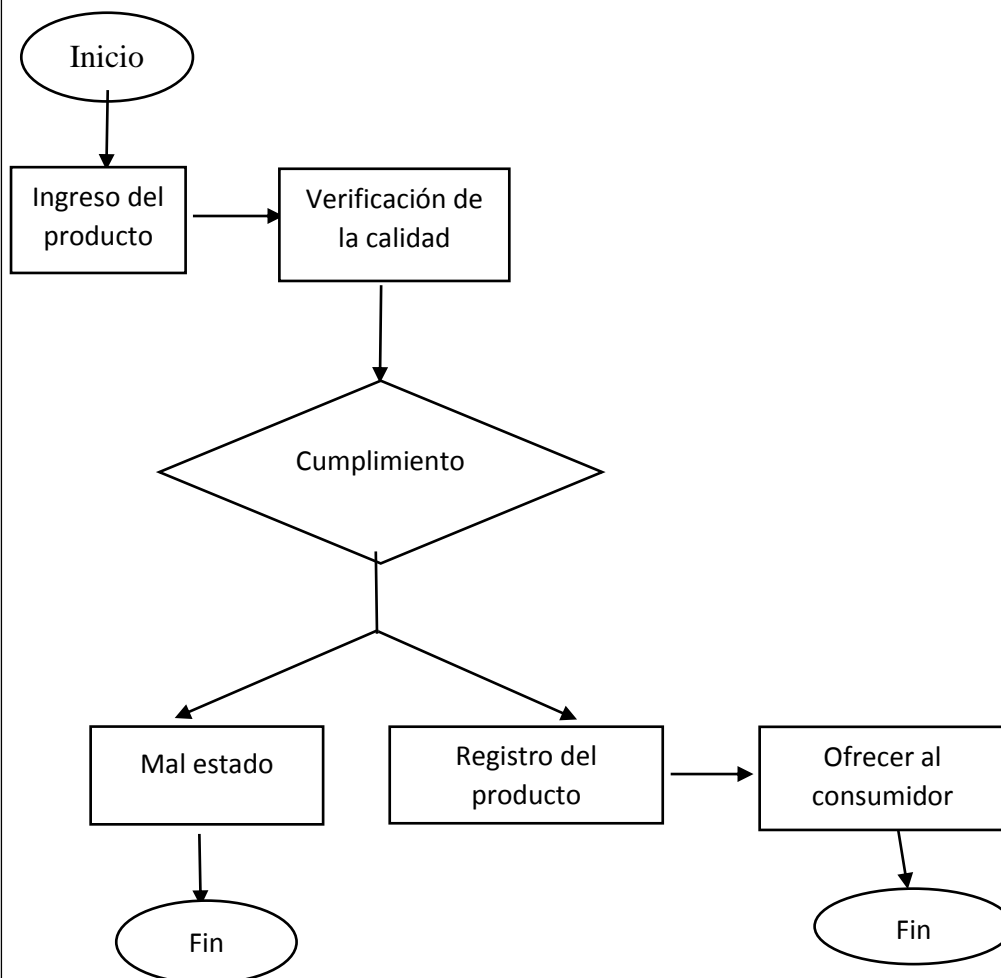 Inicio
Ingreso del
producto
Verificación de
la calidad
Cumplimiento
Mal estado
Registro del
producto
Ofrecer al
consumidor
Fin
Fin